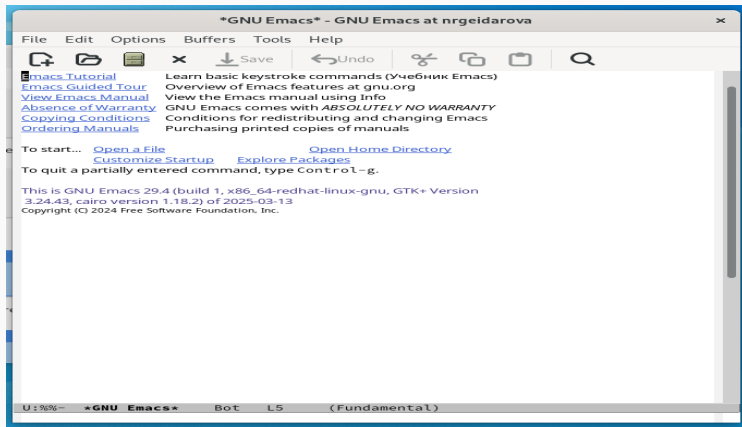 *GNU Emacs* - GNU Emacs at nrgeidarova
File Edit Options Buffers Tools Help
Save Undo
Emacs Tutorial Learn basic keystroke commands (Учебник Emacs)
Emacs Guided Tour Overview of Emacs features at gnu.org
View Emacs Manual View the Emacs manual using Info
Absence of Warranty GNU Emacs comes with ABSOLUTELY NO WARRANTY
Copying Conditions Conditions for redistributing and changing Emacs
Ordering Manuals Purchasing printed copies of manuals
To start... Open a File Open Home Directory
Customize Startup Explore Packages
To quit a partially entered command, type Control-g.
This is GNU Emacs 29.4 (build 1, x86_64-redhat-linux-gnu, GTK+ Version
3.24.43, cairo version 1.18.2) of 2025-03-13
Copyright (C) 2024 Free Software Foundation, Inc.
U:%%- *GNU Emacs* Bot L5 (Fundamental)